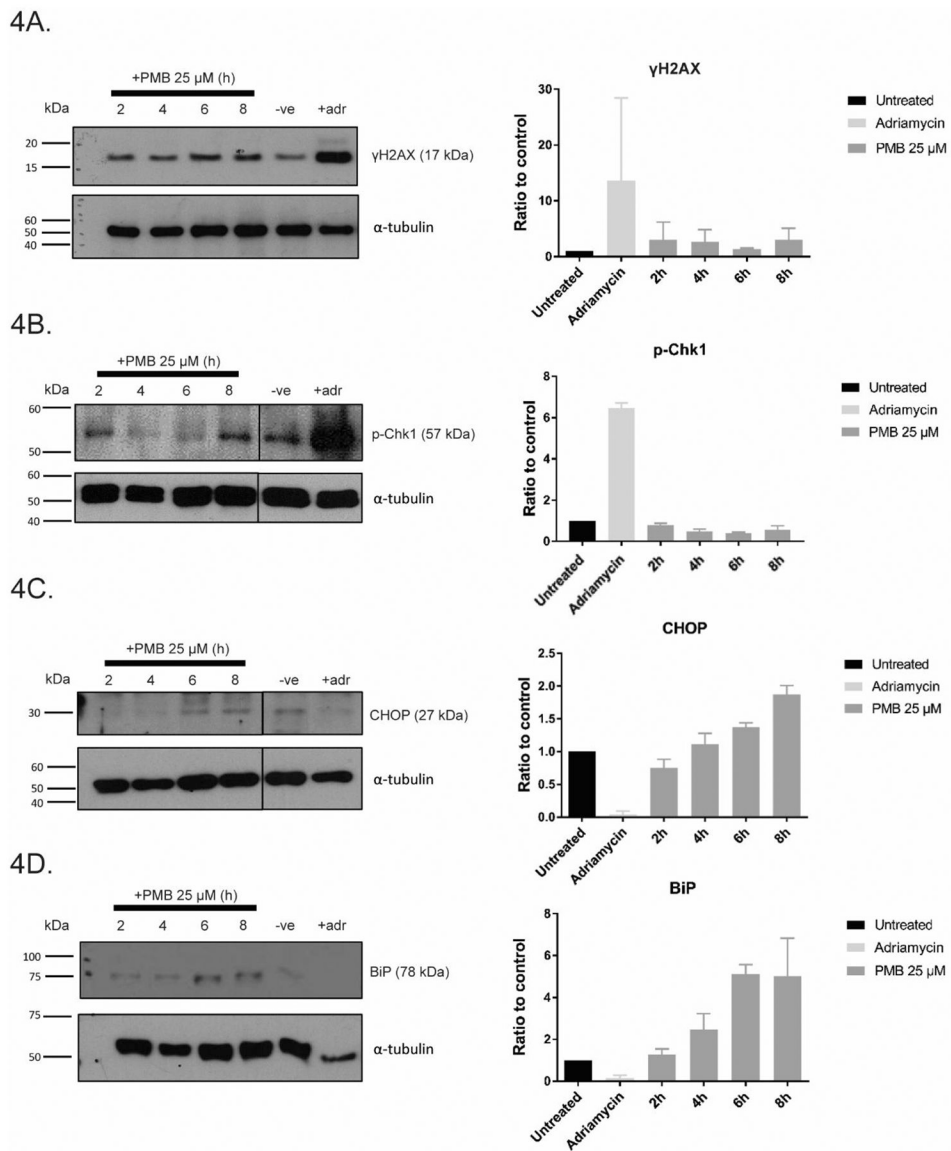 4A.
+PMB 25 µM (h)
kDa 2 4 6 8 -ve +adr
20
15
γH2AX (17 kDa)
60
50
40
α-tubulin
γH2AX
Ratio to control
30
20
10
0
Untreated Adriamycin 2h 4h 6h 8h
Untreated
Adriamycin
PMB 25 µM
4B.
+PMB 25 µM (h)
kDa 2 4 6 8 -ve +adr
60
50
p-Chk1 (57 kDa)
60
50
40
α-tubulin
p-Chk1
Ratio to control
8
6
4
2
0
Untreated Adriamycin 2h 4h 6h 8h
Untreated
Adriamycin
PMB 25 µM
4C.
+PMB 25 µM (h)
kDa 2 4 6 8 -ve +adr
30
CHOP (27 kDa)
60
50
40
α-tubulin
CHOP
Ratio to control
2.5
2.0
1.5
1.0
0.5
0.0
Untreated Adriamycin 2h 4h 6h 8h
Untreated
Adriamycin
PMB 25 µM
4D.
+PMB 25 µM (h)
kDa 2 4 6 8 -ve +adr
100
75
BiP (78 kDa)
75
50
α-tubulin
BiP
Ratio to control
8
6
4
2
0
Untreated Adriamycin 2h 4h 6h 8h
Untreated
Adriamycin
PMB 25 µM